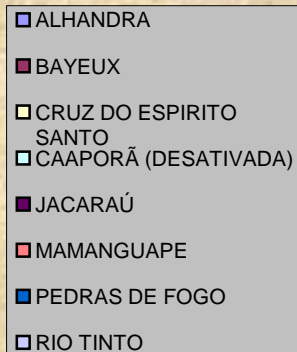 ALHANDRA
BAYEUX
CRUZ DO ESPIRITO
SANTO
CAAPORÃ (DESATIVADA)
JACARAÚ
MAMANGUAPE
PEDRAS DE FOGO
RIO TINTO